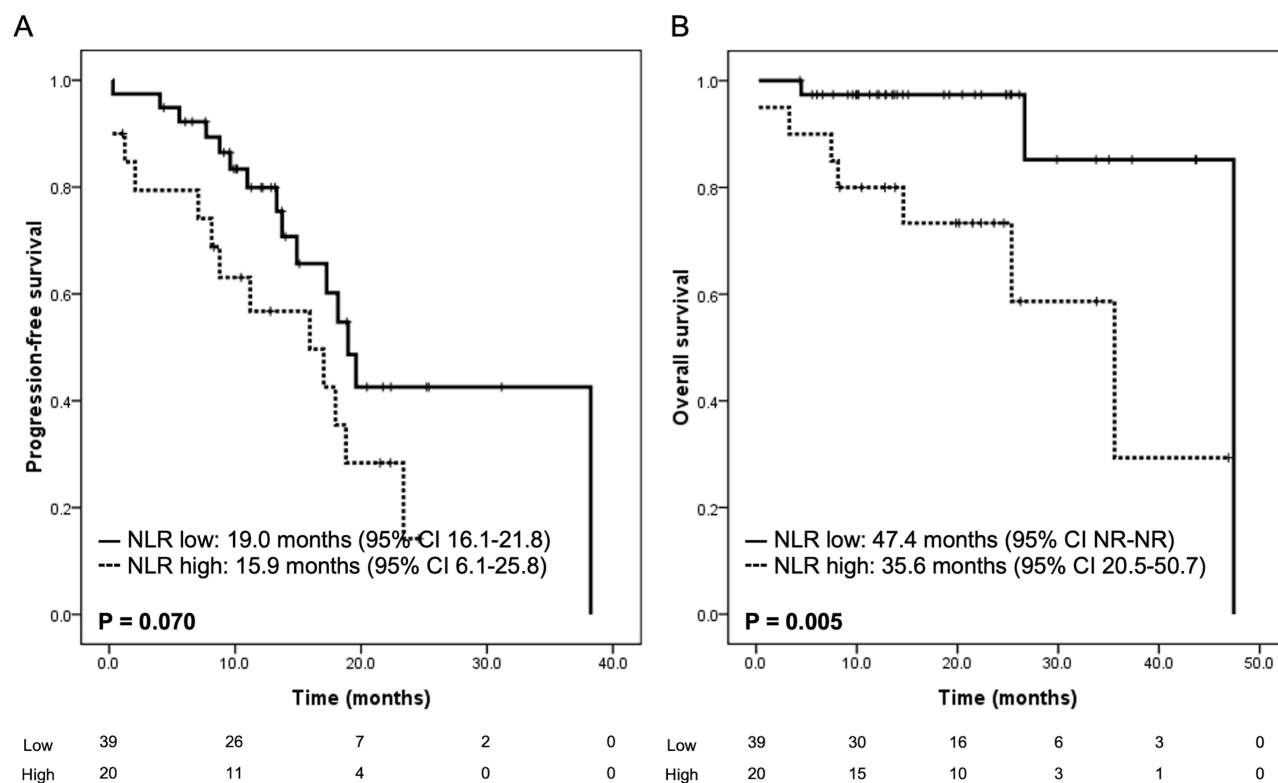 A
Progression-free survival
1.0
0.8
0.6
0.4
0.2
0.0
NLR low: 19.0 months (95% CI 16.1-21.8)
NLR high: 15.9 months (95% CI 6.1-25.8)
P = 0.070
0.0 10.0 20.0 30.0 40.0
Time (months)
Low 39 26 7 2 0
High 20 11 4 0 0
B
Overall survival
1.0
0.8
0.6
0.4
0.2
0.0
NLR low: 47.4 months (95% CI NR-NR)
NLR high: 35.6 months (95% CI 20.5-50.7)
P = 0.005
0.0 10.0 20.0 30.0 40.0 50.0
Time (months)
Low 39 30 16 6 3 0
High 20 15 10 3 1 0